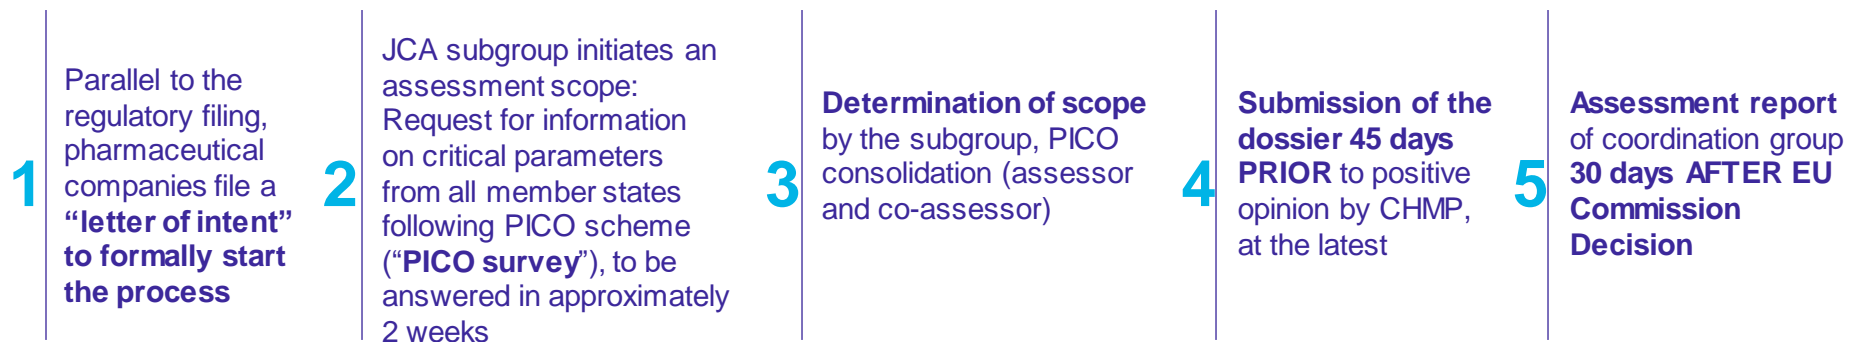 1
Parallel to the
regulatory filing,
pharmaceutical
companies file a
“letter of intent”
to formally start
the process
2
JCA subgroup initiates an
assessment scope:
Request for information
on critical parameters
from all member states
following PICO scheme
(“PICO survey”), to be
answered in approximately
2 weeks
3
Determination of scope
by the subgroup, PICO
consolidation (assessor
and co-assessor)
4
Submission of the
dossier 45 days
PRIOR to positive
opinion by CHMP,
at the latest
5
Assessment report
of coordination group
30 days AFTER EU
Commission
Decision